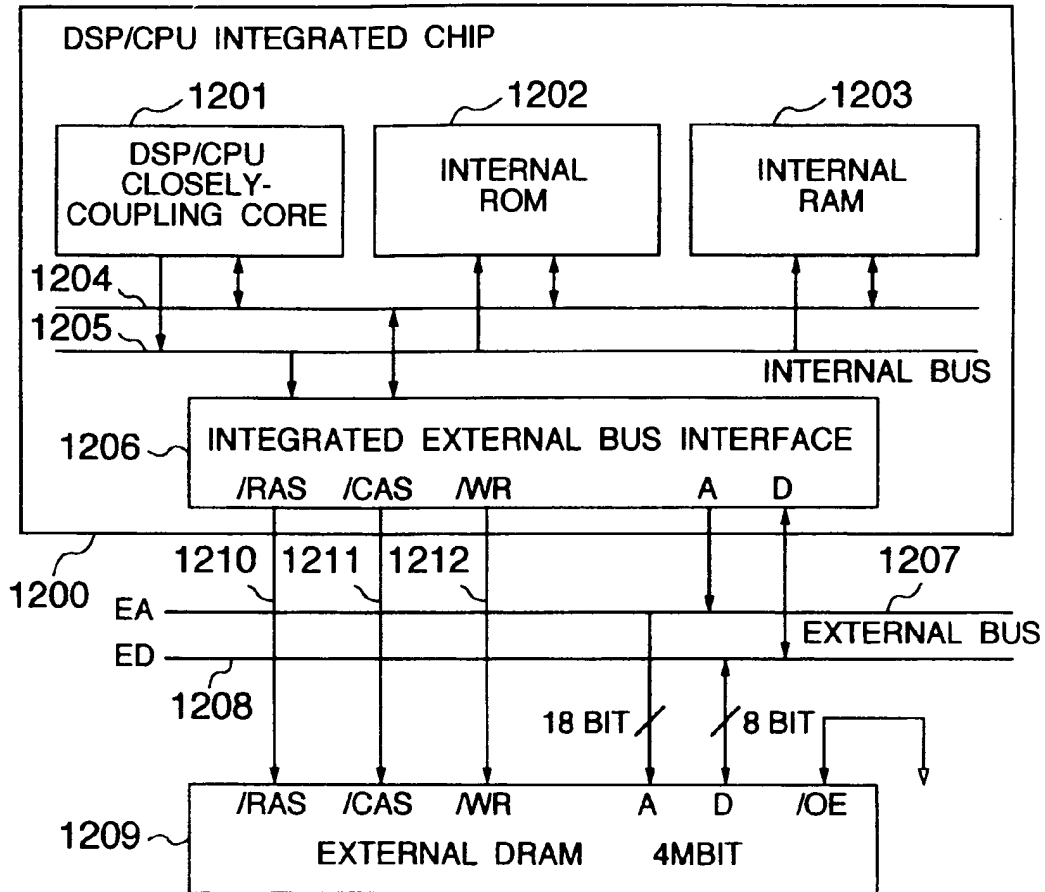 DSP/CPU INTEGRATED CHIP
1201
1202
1203
DSP/CPU
CLOSELY-
COUPLING CORE
INTERNAL
ROM
INTERNAL
RAM
1204
1205
INTERNAL BUS
1206
INTEGRATED EXTERNAL BUS INTERFACE
/RAS /CAS /WR A D
1200
1210
1211
1212
1207
EA
EXTERNAL BUS
ED
1208
18 BIT
8 BIT
/RAS /CAS /WR A D /OE
1209
EXTERNAL DRAM 4MBIT